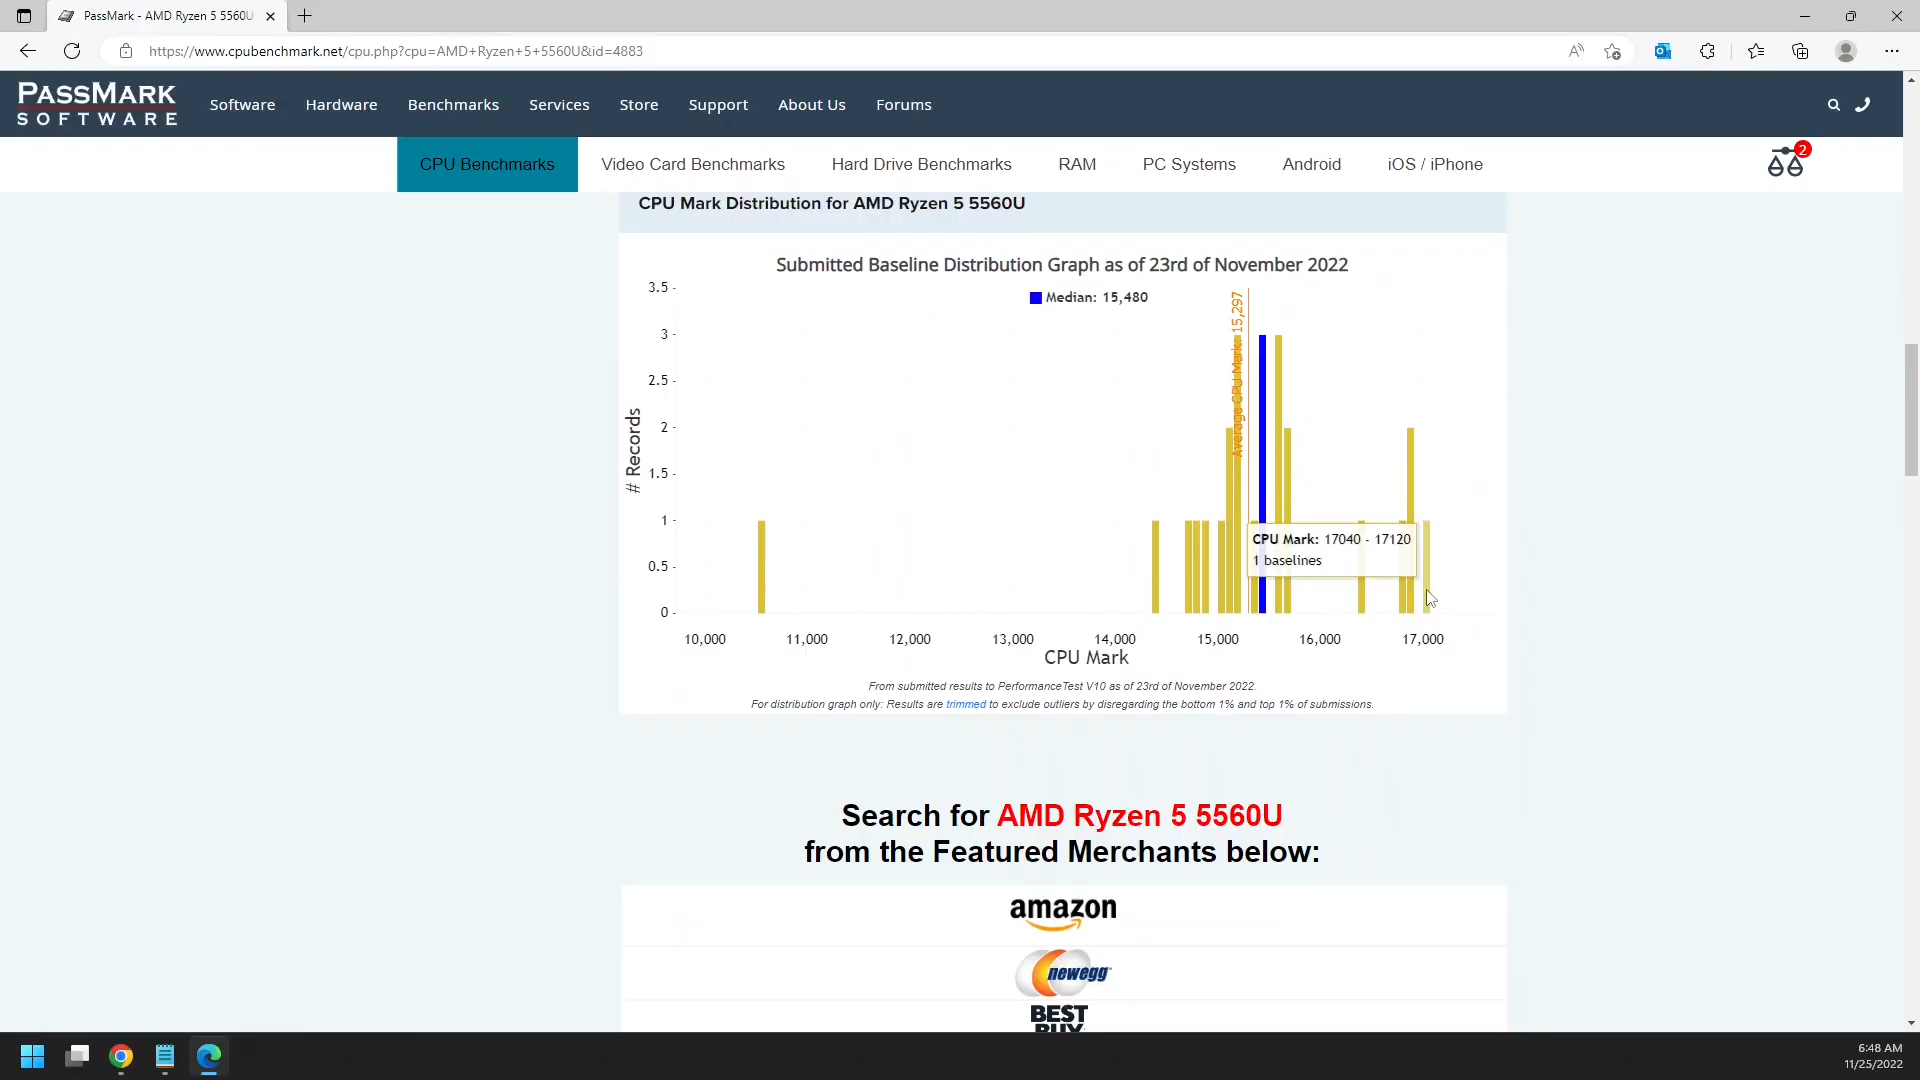 PassMark - AMD Ryzen 5 5560U
https://www.cpubenchmark.net/cpu.php?cpu=AMD+Ryzen+5+5560U&id=4883
PASSMARK
SOFTWARE
Software Hardware Benchmarks Services Store Support About Us Forums
CPU Benchmarks Video Card Benchmarks Hard Drive Benchmarks RAM PC Systems Android iOS / iPhone
2
CPU Mark Distribution for AMD Ryzen 5 5560U
Submitted Baseline Distribution Graph as of 23rd of November 2022
Median: 15,480
Average CPU Mark: 15,297
# Records
3.5
3
2.5
2
1.5
1
0.5
0
CPU Mark: 17040 - 17120
1 baselines
10,000 11,000 12,000 13,000 14,000 15,000 16,000 17,000
CPU Mark
From submitted results to PerformanceTest V10 as of 23rd of November 2022.
For distribution graph only: Results are trimmed to exclude outliers by disregarding the bottom 1% and top 1% of submissions.
Search for AMD Ryzen 5 5560U
from the Featured Merchants below:
amazon
newegg
BEST
BUY
6:48 AM
11/25/2022